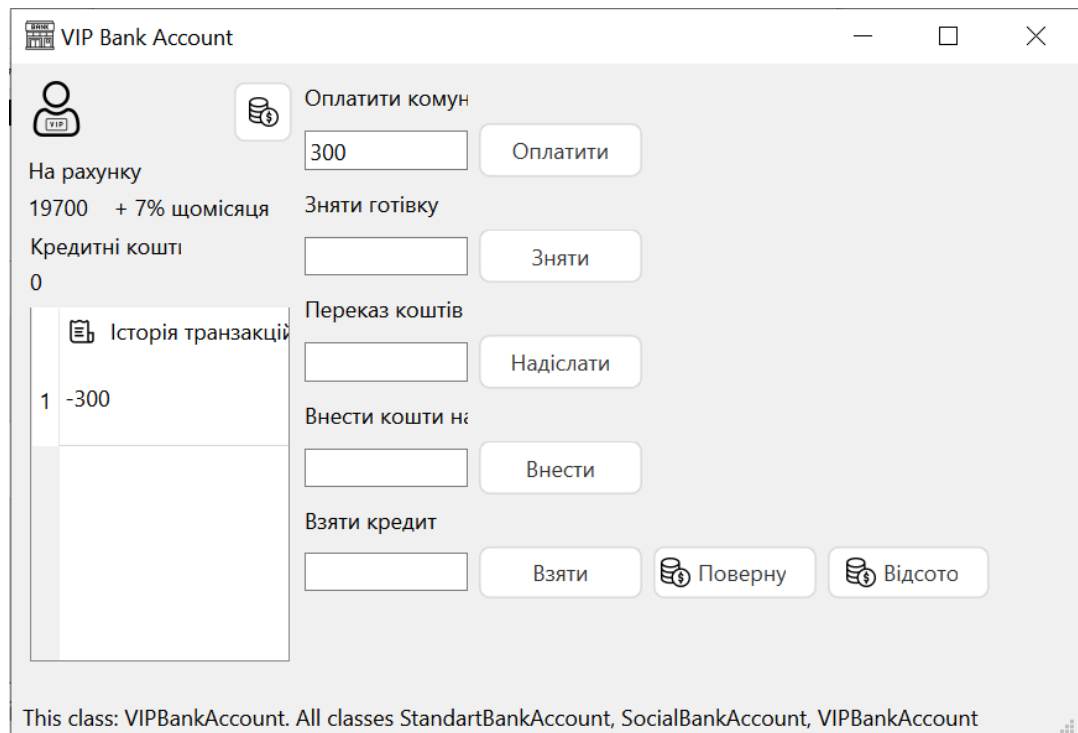 BANK
VIP Bank Account
VIP
На рахунку
19700 + 7% щомісяця
Кредитні кошти
0
Історія транзакцій
1 -300
Оплатити комун
300 Оплатити
Зняти готівку
Зняти
Переказ коштів
Надіслати
Внести кошти на
Внести
Взяти кредит
Взяти Поверну Відсото
This class: VIPBankAccount. All classes StandartBankAccount, SocialBankAccount, VIPBankAccount